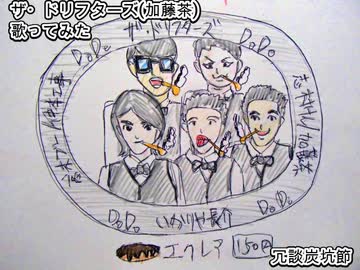 ザ・ドリフターズ(加藤茶)
歌ってみた
ザ・ドリフターズ
DoDo
DoDo
DoDo
いかりや長介
DoDo
エクレア 150円
冗談炭坑節